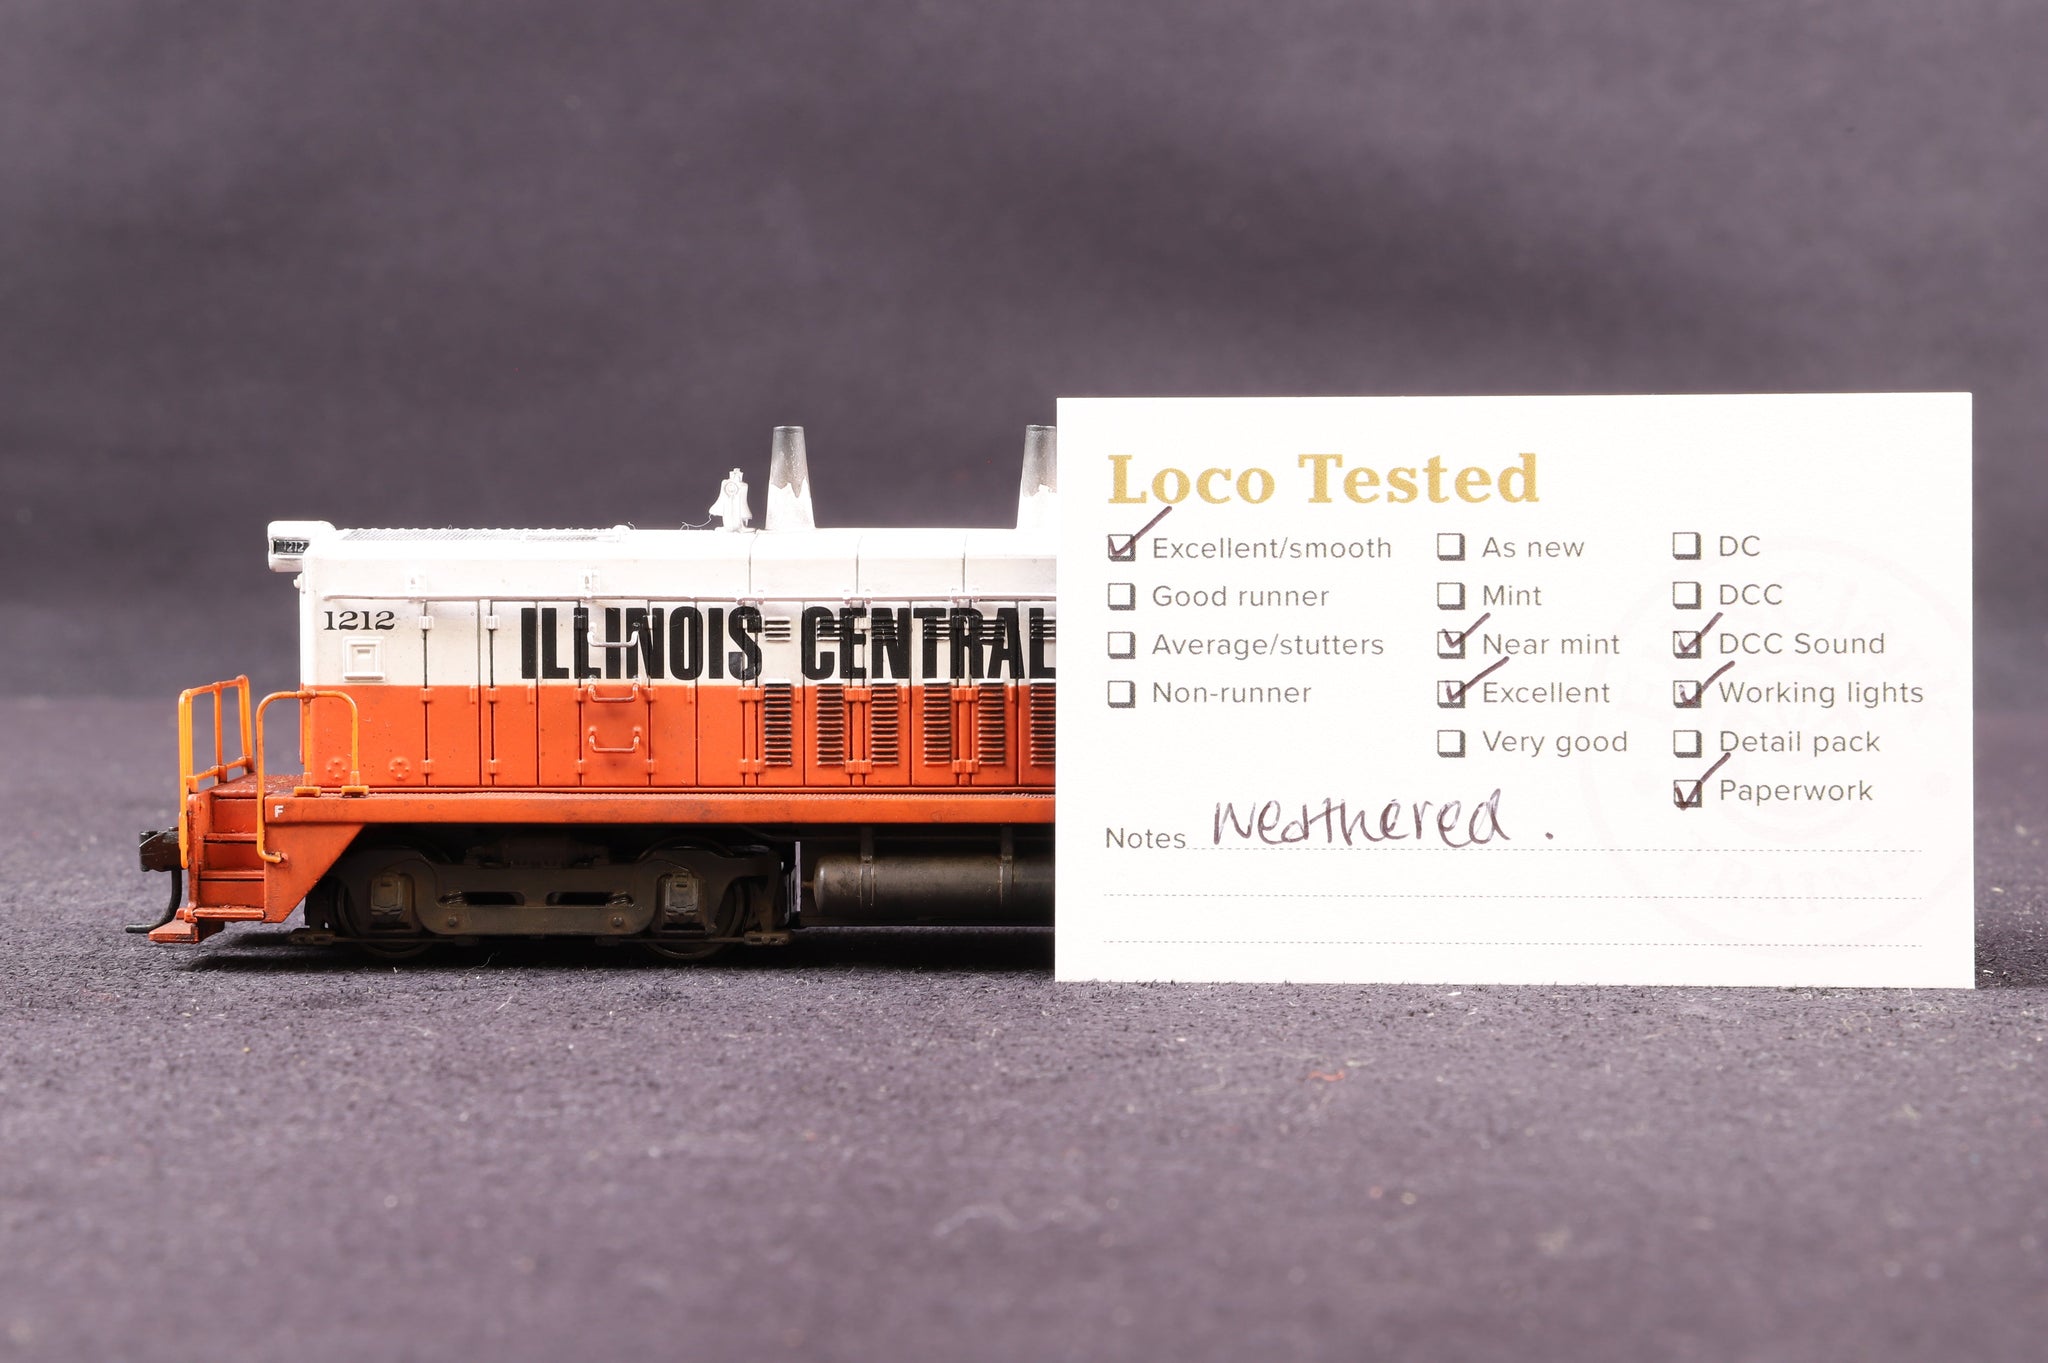 1212
1212
ILLINOIS CENTRAL
F
Loco Tested
Excellent/smooth
Good runner
Average/stutters
Non-runner
As new
Mint
Near mint
Excellent
Very good
DC
DCC
DCC Sound
Working lights
Detail pack
Paperwork
Notes Weathered.